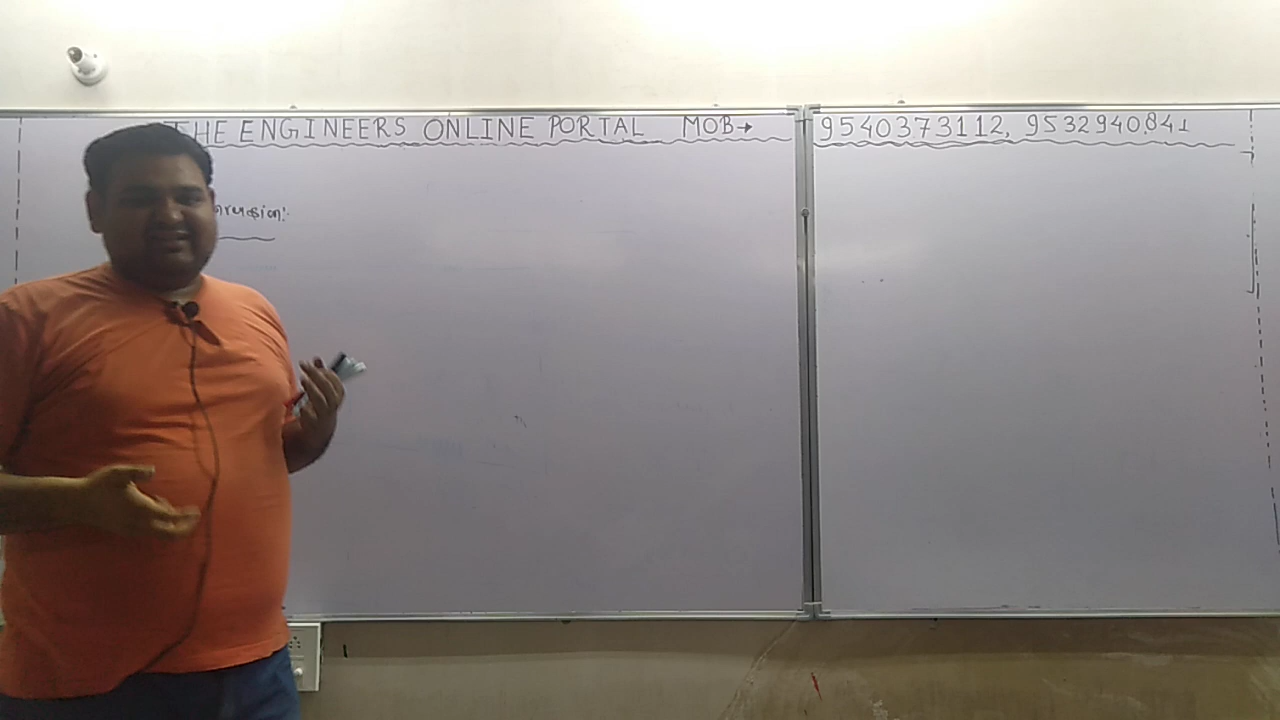 THE ENGINEERS ONLINE PORTAL MOB→ 9540373112, 9532940841